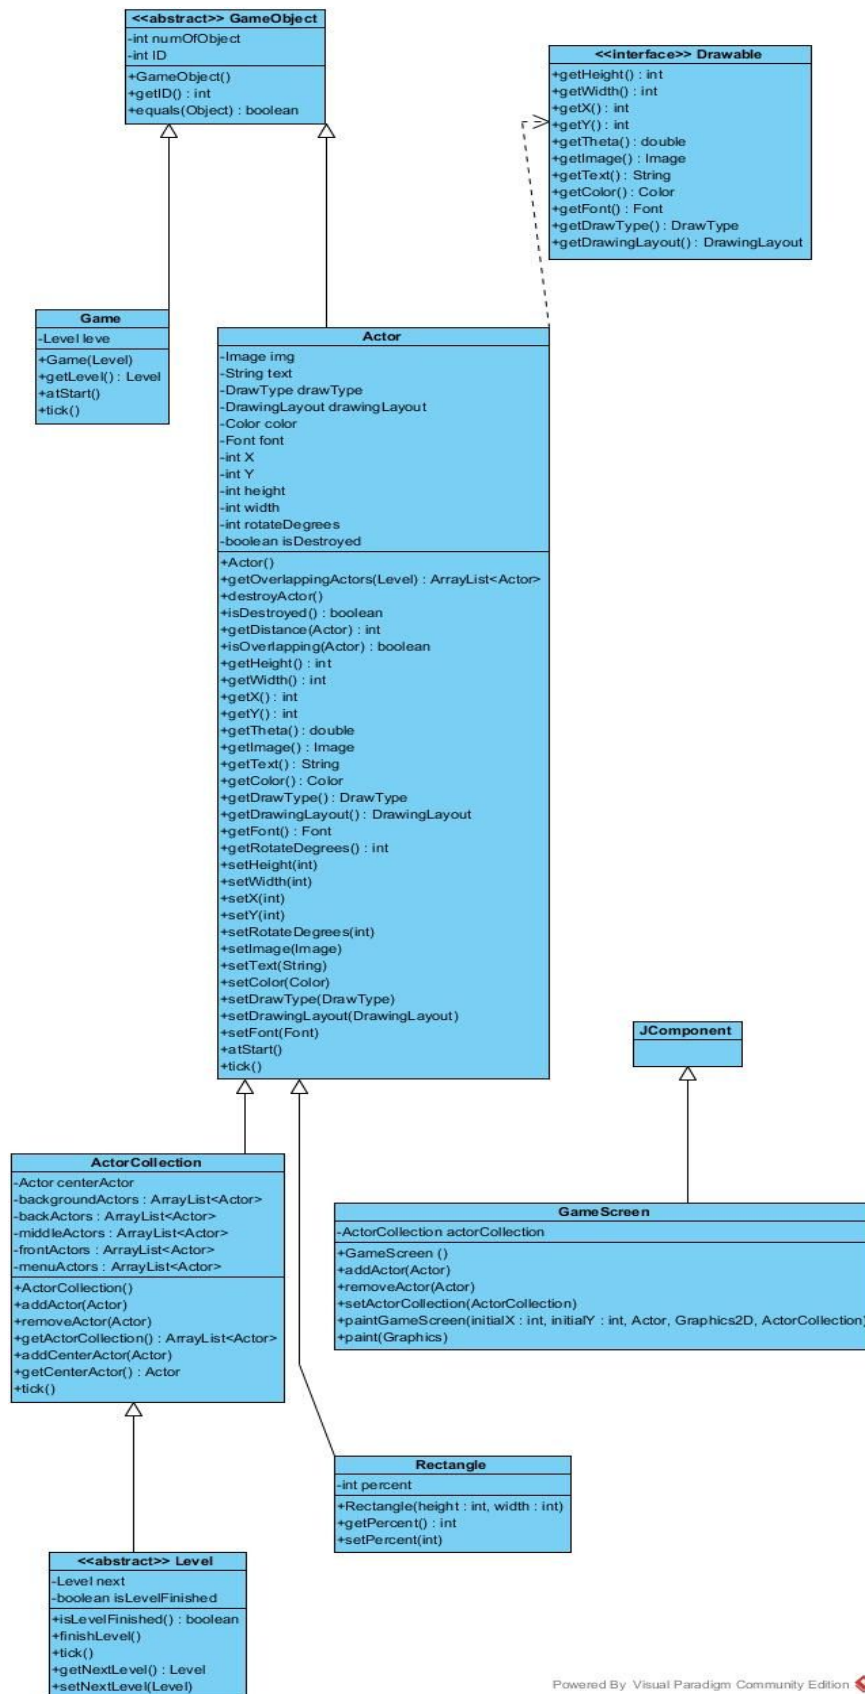 <<abstract>> GameObject
-int numOfObject
-int ID
+GameObject()
+getID() : int
+equals(Object) : boolean
<<interface>> Drawable
+getHeight() : int
+getWidth() : int
+getX() : int
+getY() : int
+getTheta() : double
+getImage() : Image
+getText() : String
+getColor() : Color
+getFont() : Font
+getDrawType() : DrawType
+getDrawingLayout() : DrawingLayout
Game
-Level leve
+Game(Level)
+getLevel() : Level
+atStart()
+tick()
Actor
-Image img
-String text
-DrawType drawType
-DrawingLayout drawingLayout
-Color color
-Font font
-int X
-int Y
-int height
-int width
-int rotateDegrees
-boolean isDestroyed
+Actor()
+getOverlappingActors(Level) : ArrayList<Actor>
+destroyActor()
+isDestroyed() : boolean
+getDistance(Actor) : int
+isOverlapping(Actor) : boolean
+getHeight() : int
+getWidth() : int
+getX() : int
+getY() : int
+getTheta() : double
+getImage() : Image
+getText() : String
+getColor() : Color
+getDrawType() : DrawType
+getDrawingLayout() : DrawingLayout
+getFont() : Font
+getRotateDegrees() : int
+setHeight(int)
+setWidth(int)
+setX(int)
+setY(int)
+setRotateDegrees(int)
+setImage(Image)
+setText(String)
+setColor(Color)
+setDrawType(DrawType)
+setDrawingLayout(DrawingLayout)
+setFont(Font)
+atStart()
+tick()
JComponent
ActorCollection
-Actor centerActor
-backgroundActors : ArrayList<Actor>
-backActors : ArrayList<Actor>
-middleActors : ArrayList<Actor>
-frontActors : ArrayList<Actor>
-menuActors : ArrayList<Actor>
+ActorCollection()
+addActor(Actor)
+removeActor(Actor)
+getActorCollection() : ArrayList<Actor>
+addCenterActor(Actor)
+getCenterActor() : Actor
+tick()
GameScreen
-ActorCollection actorCollection
+GameScreen ()
+addActor(Actor)
+removeActor(Actor)
+setActorCollection(ActorCollection)
+paintGameScreen(initialX : int, initialY : int, Actor, Graphics2D, ActorCollection)
+paint(Graphics)
Rectangle
-int percent
+Rectangle(height : int, width : int)
+getPercent() : int
+setPercent(int)
<<abstract>> Level
-Level next
-boolean isLevelFinished
+isLevelFinished() : boolean
+finishLevel()
+tick()
+getNextLevel() : Level
+setNextLevel(Level)
Powered By Visual Paradigm Community Edition